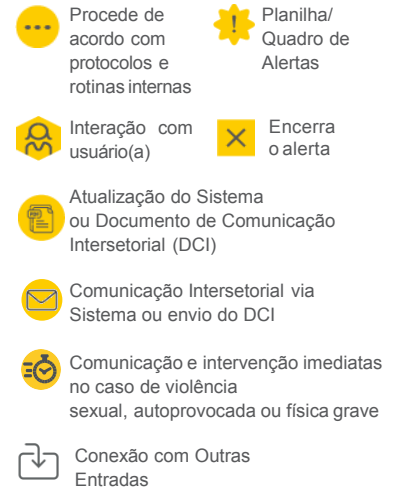 Procede de
acordo com
protocolos e
rotinas internas
Planilha/
Quadro de
Alertas
Interação com
usuário(a)
Encerra
o alerta
Atualização do Sistema
ou Documento de Comunicação
Intersetorial (DCI)
Comunicação Intersetorial via
Sistema ou envio do DCI
Comunicação e intervenção imediatas
no caso de violência
sexual, autoprovocada ou física grave
Conexão com Outras
Entradas